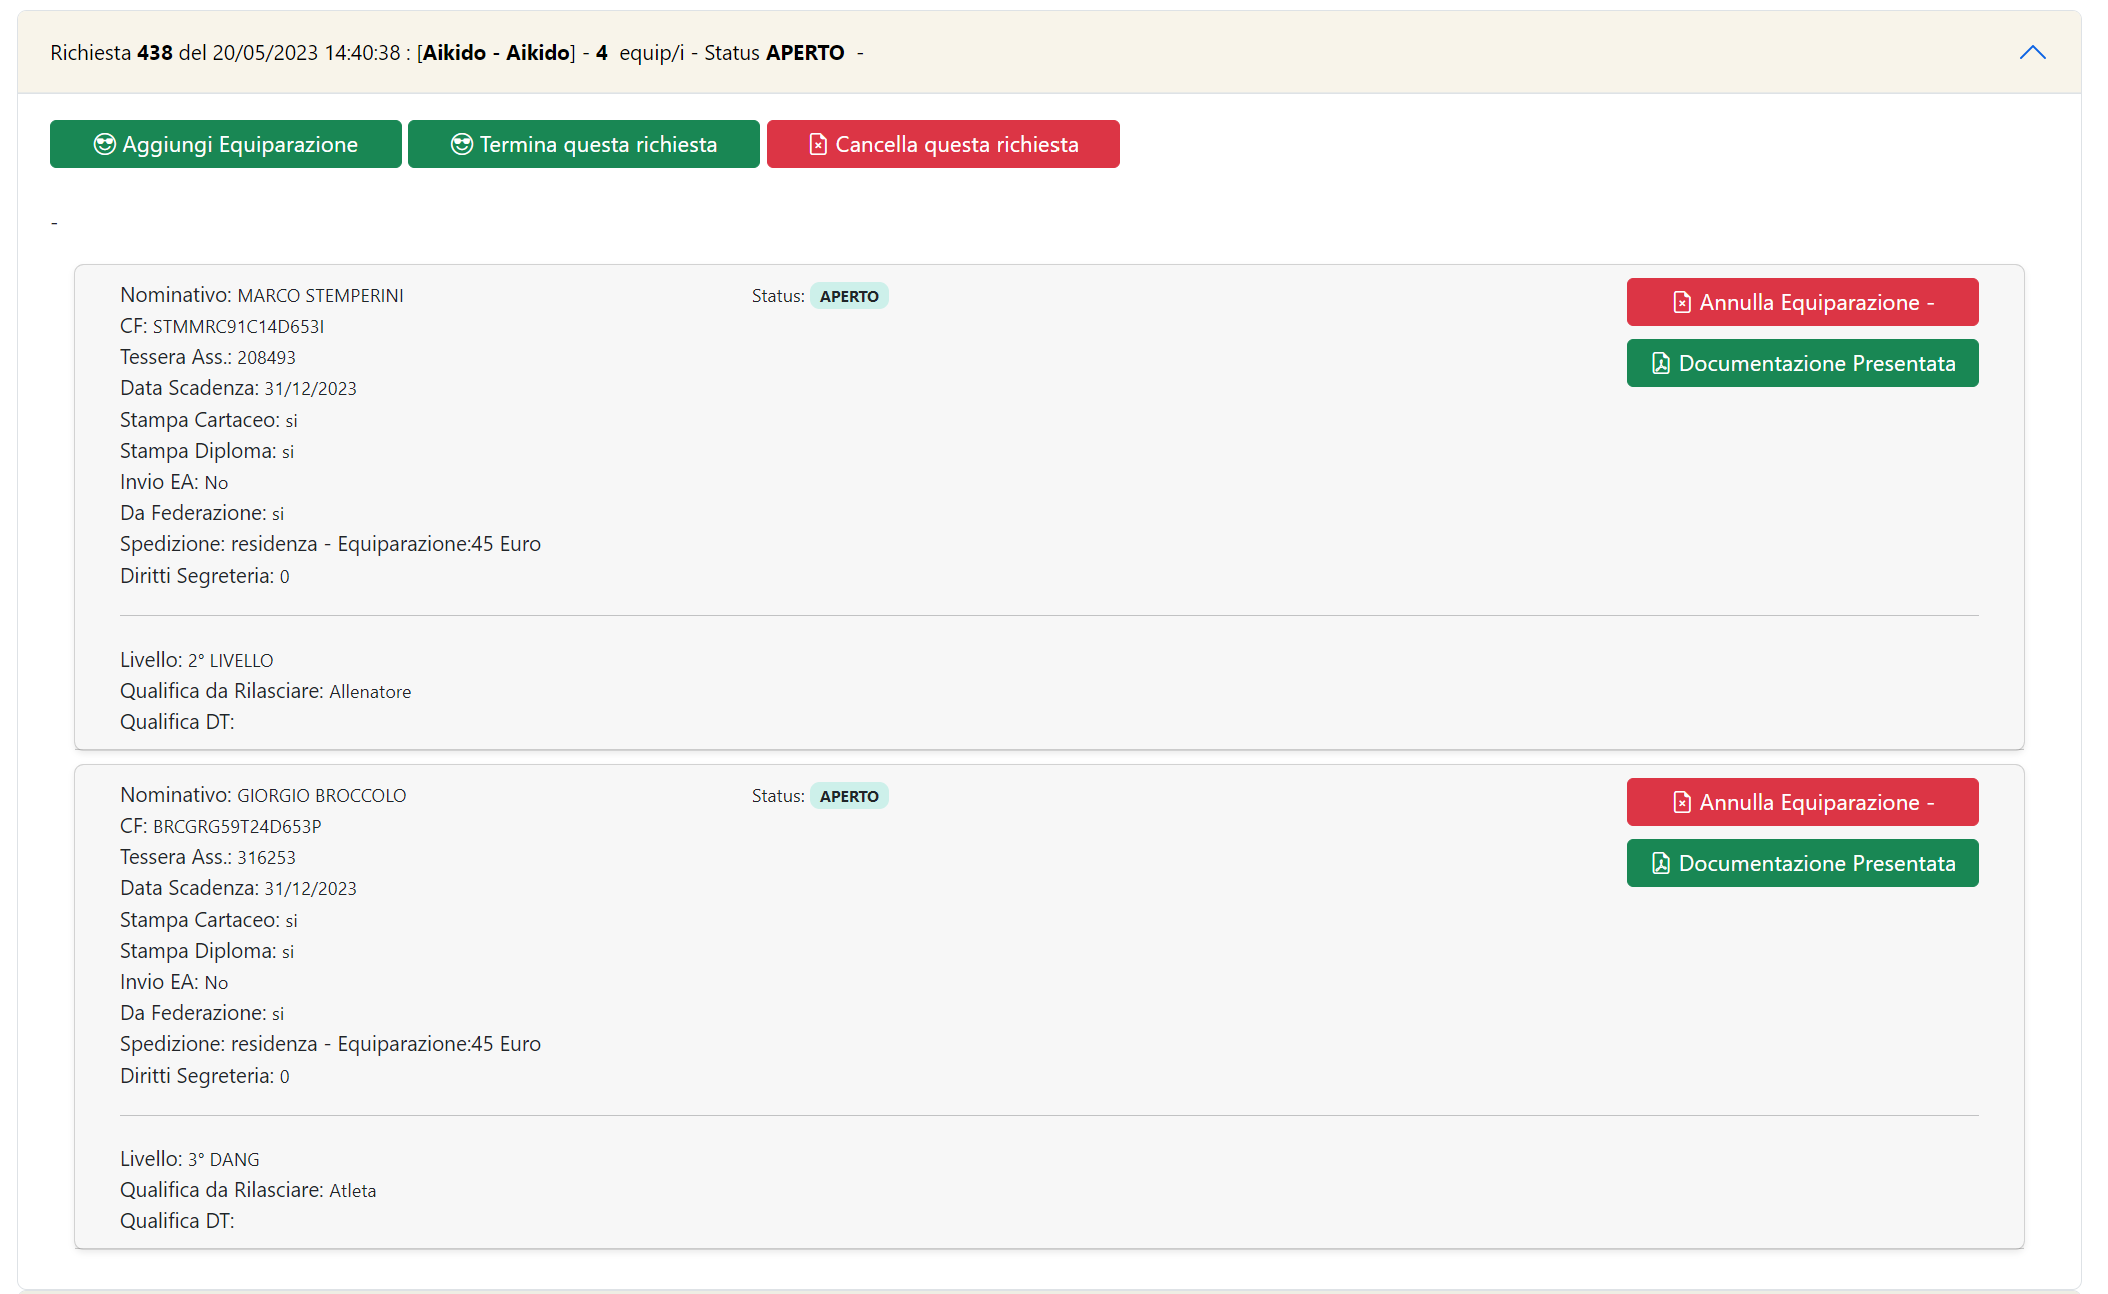 Richiesta 438 del 20/05/2023 14:40:38 : [Aikido - Aikido] - 4 equip/i - Status APERTO -
Aggiungi Equiparazione
Termina questa richiesta
Cancella questa richiesta
-
Nominativo: MARCO STEMPERINI
Status: APERTO
Annulla Equiparazione -
CF: STMMRC91C14D653I
Tessera Ass.: 208493
Documentazione Presentata
Data Scadenza: 31/12/2023
Stampa Cartaceo: si
Stampa Diploma: si
Invio EA: No
Da Federazione: si
Spedizione: residenza - Equiparazione:45 Euro
Diritti Segreteria: 0
Livello: 2° LIVELLO
Qualifica da Rilasciare: Allenatore
Qualifica DT:
Nominativo: GIORGIO BROCCOLO
Status: APERTO
Annulla Equiparazione -
CF: BRCGRG59T24D653P
Tessera Ass.: 316253
Documentazione Presentata
Data Scadenza: 31/12/2023
Stampa Cartaceo: si
Stampa Diploma: si
Invio EA: No
Da Federazione: si
Spedizione: residenza - Equiparazione:45 Euro
Diritti Segreteria: 0
Livello: 3° DANG
Qualifica da Rilasciare: Atleta
Qualifica DT: